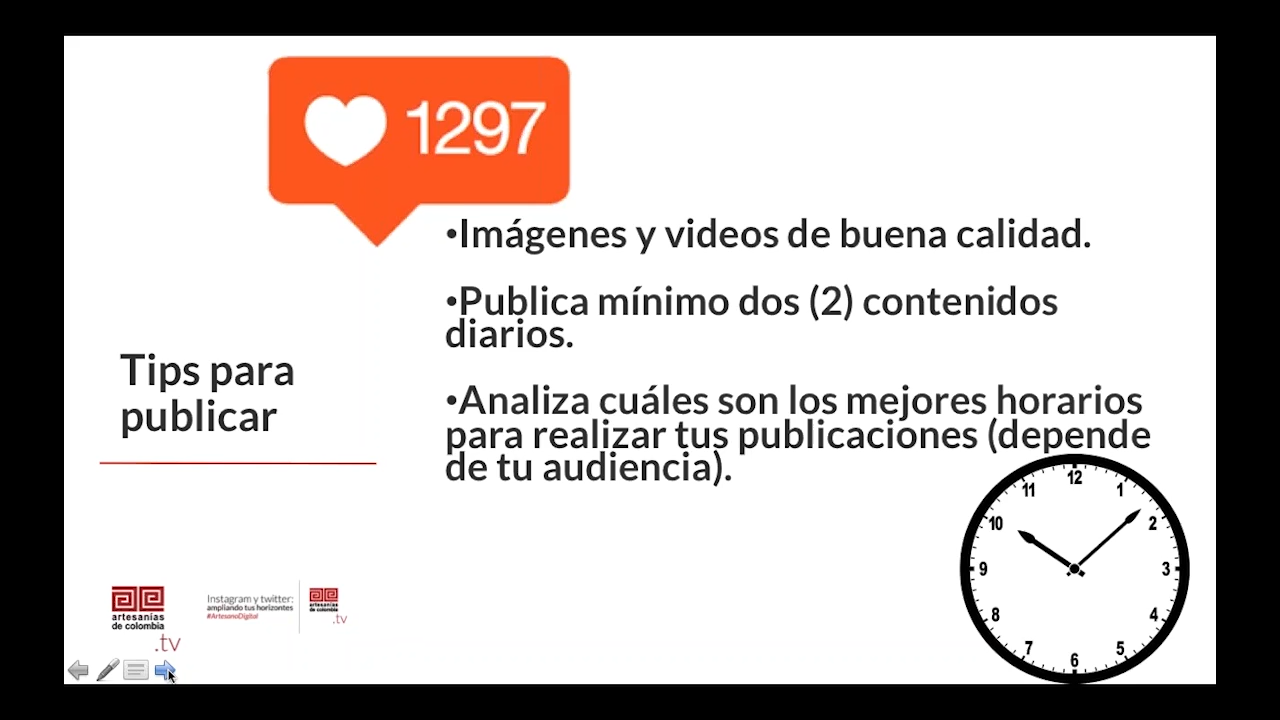 1297
•Imágenes y videos de buena calidad.
•Publica mínimo dos (2) contenidos
diarios.
Tips para
publicar
•Analiza cuáles son los mejores horarios
para realizar tus publicaciones (depende
de tu audiencia).
12
11
1
10
2
9
3
8
4
7
5
6
artesanías
de colombia
.tv
Instagram y twitter:
ampliando tus horizontes
#ArtesanoDigital
artesanías
de colombia
.tv